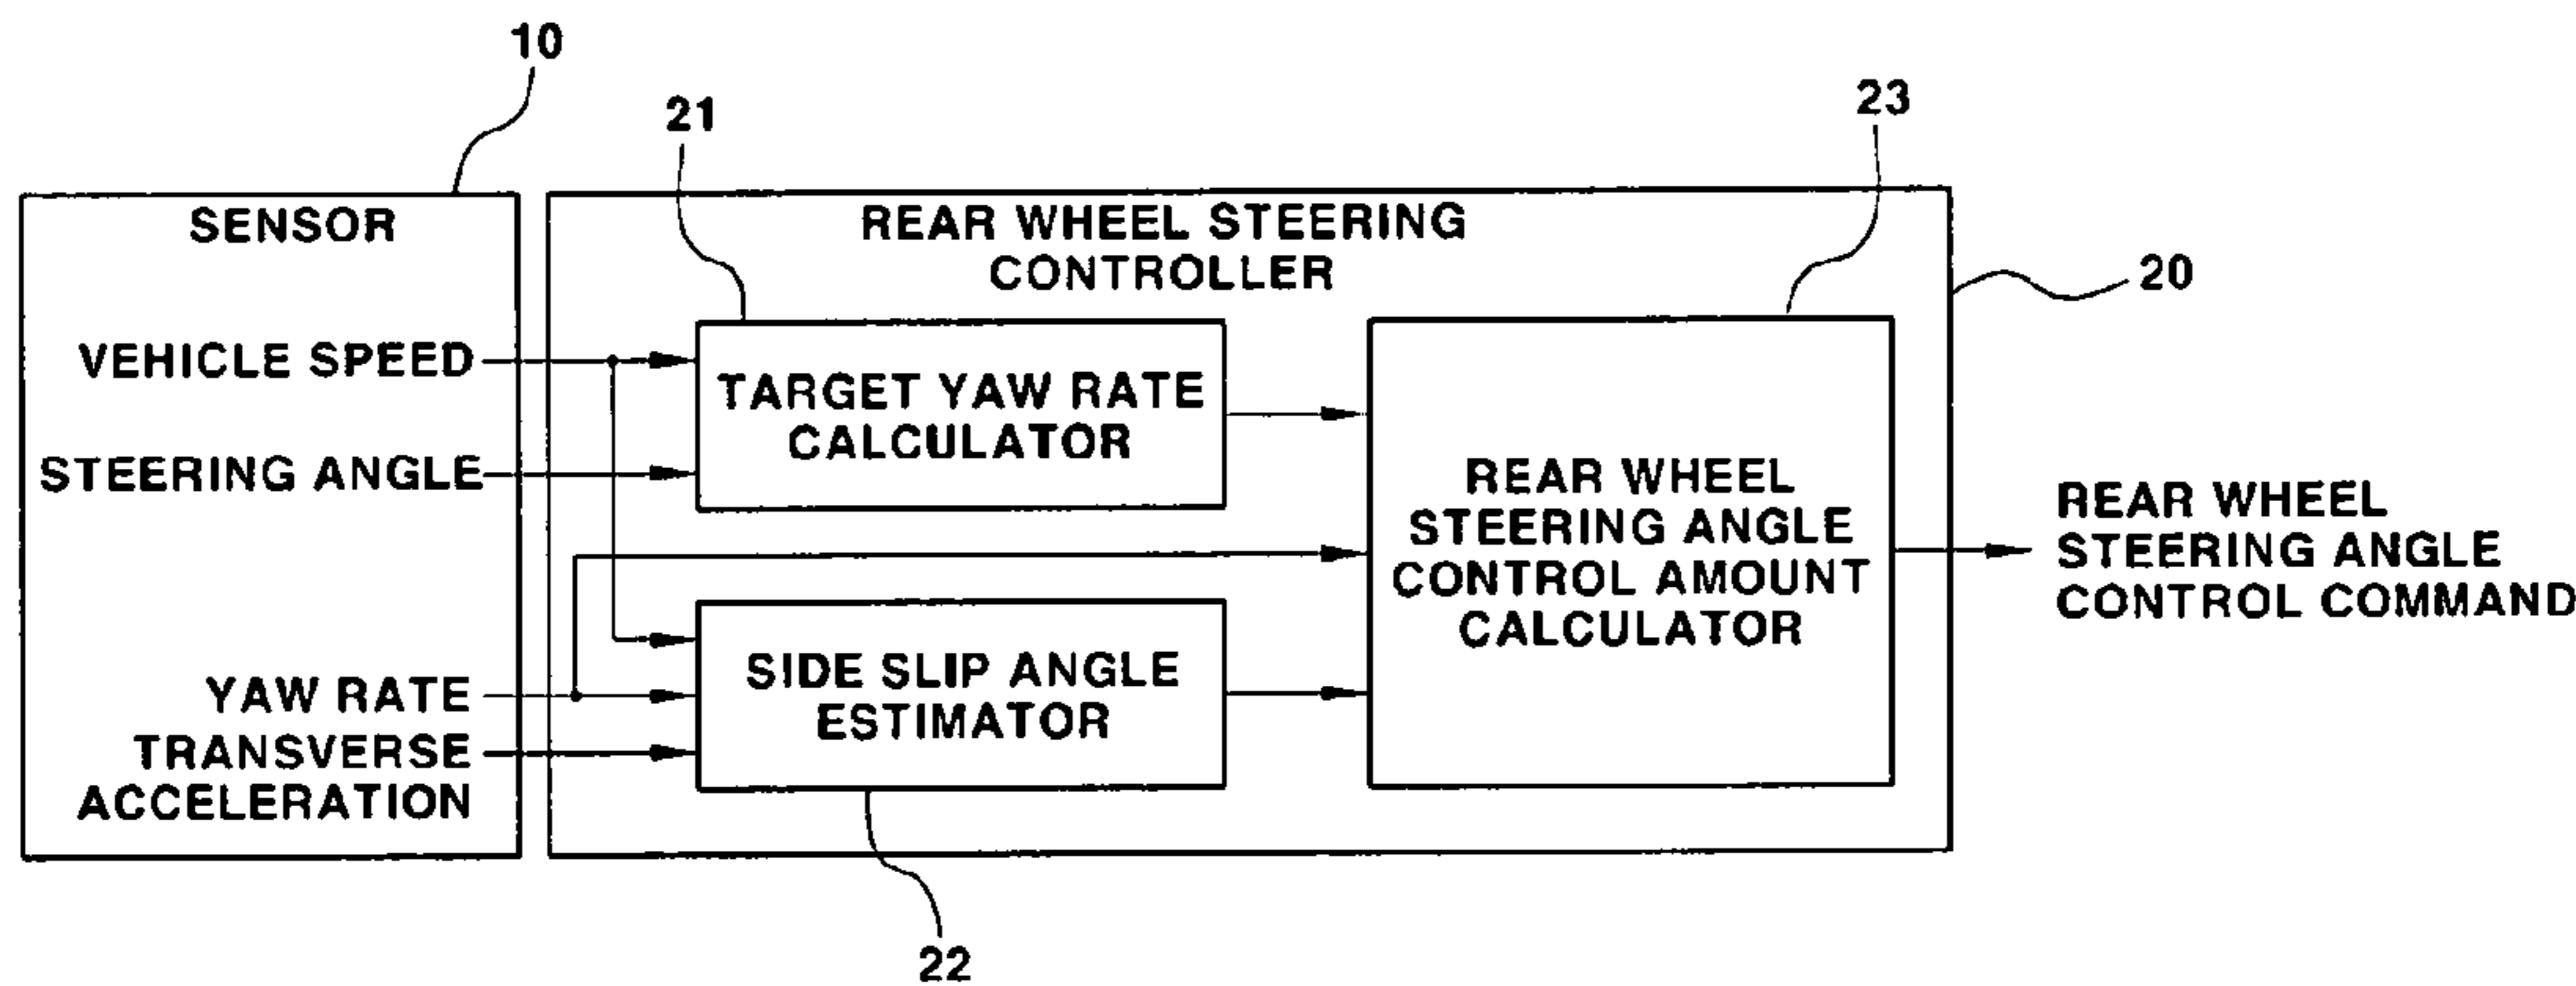 10
21
23
SENSOR
REAR WHEEL STEERING
CONTROLLER
20
VEHICLE SPEED
STEERING ANGLE
YAW RATE
TRANSVERSE
ACCELERATION
TARGET YAW RATE
CALCULATOR
SIDE SLIP ANGLE
ESTIMATOR
REAR WHEEL
STEERING ANGLE
CONTROL AMOUNT
CALCULATOR
REAR WHEEL
STEERING ANGLE
CONTROL COMMAND
22